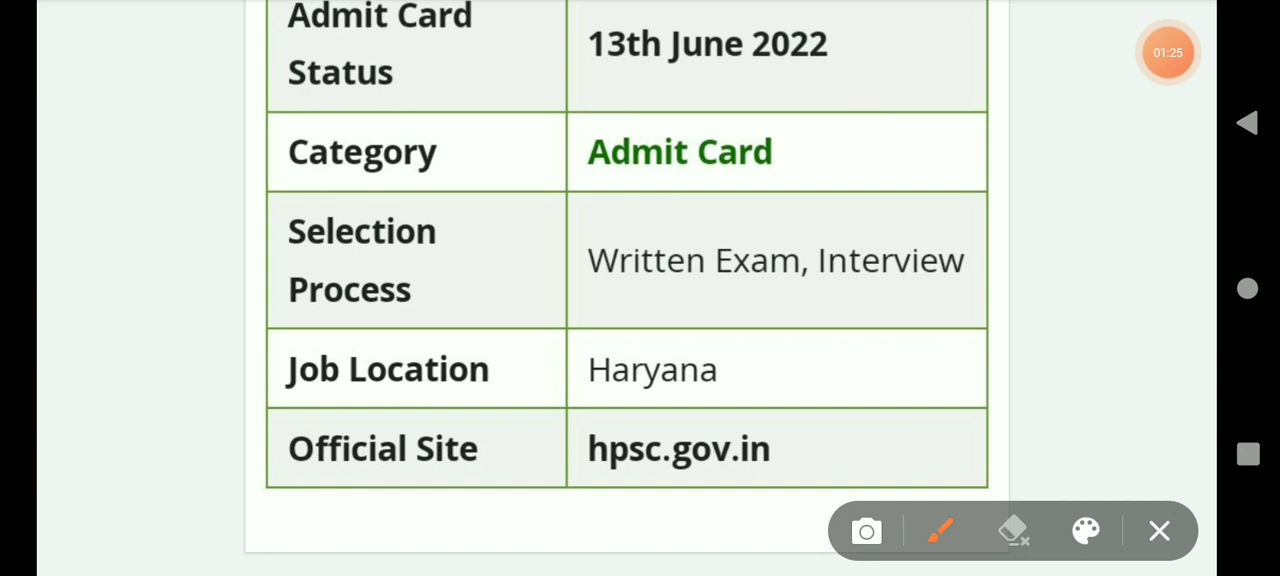 Admit Card
Status
13th June 2022
01:25
Category
Admit Card
Selection
Process
Written Exam, Interview
Job Location
Haryana
Official Site
hpsc.gov.in